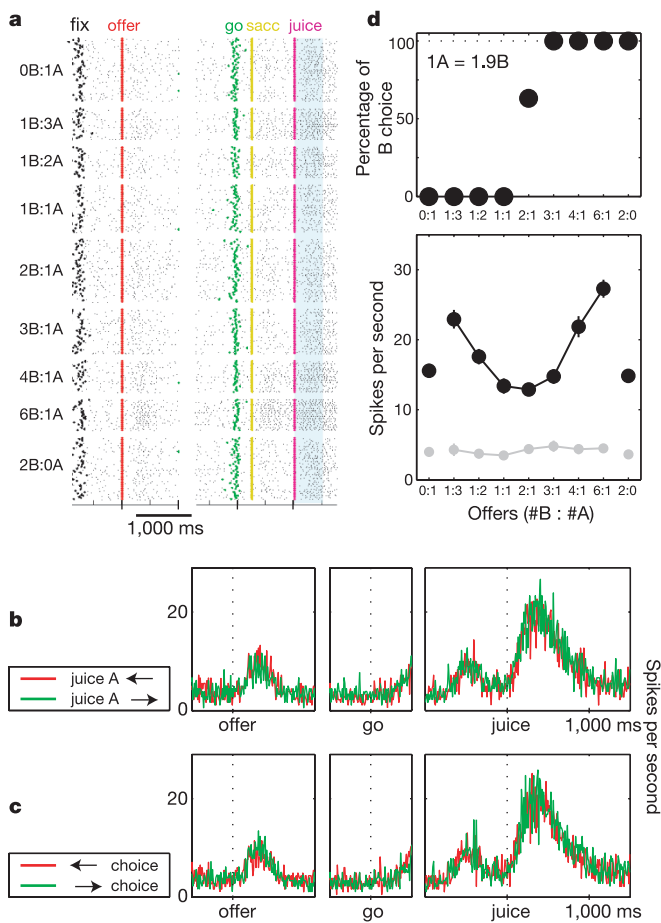 a
fix offer go sacc juice
0B:1A
1B:3A
1B:2A
1B:1A
2B:1A
3B:1A
4B:1A
6B:1A
2B:0A
1,000 ms
d
Percentage of
B choice
100
50
0
1A = 1.9B
0:1 1:3 1:2 1:1 2:1 3:1 4:1 6:1 2:0
Spikes per second
30
20
10
0
0:1 1:3 1:2 1:1 2:1 3:1 4:1 6:1 2:0
Offers (#B : #A)
b
juice A ←
juice A →
20
0
offer go juice 1,000 ms
c
← choice
→ choice
20
0
offer go juice 1,000 ms
Spikes per second